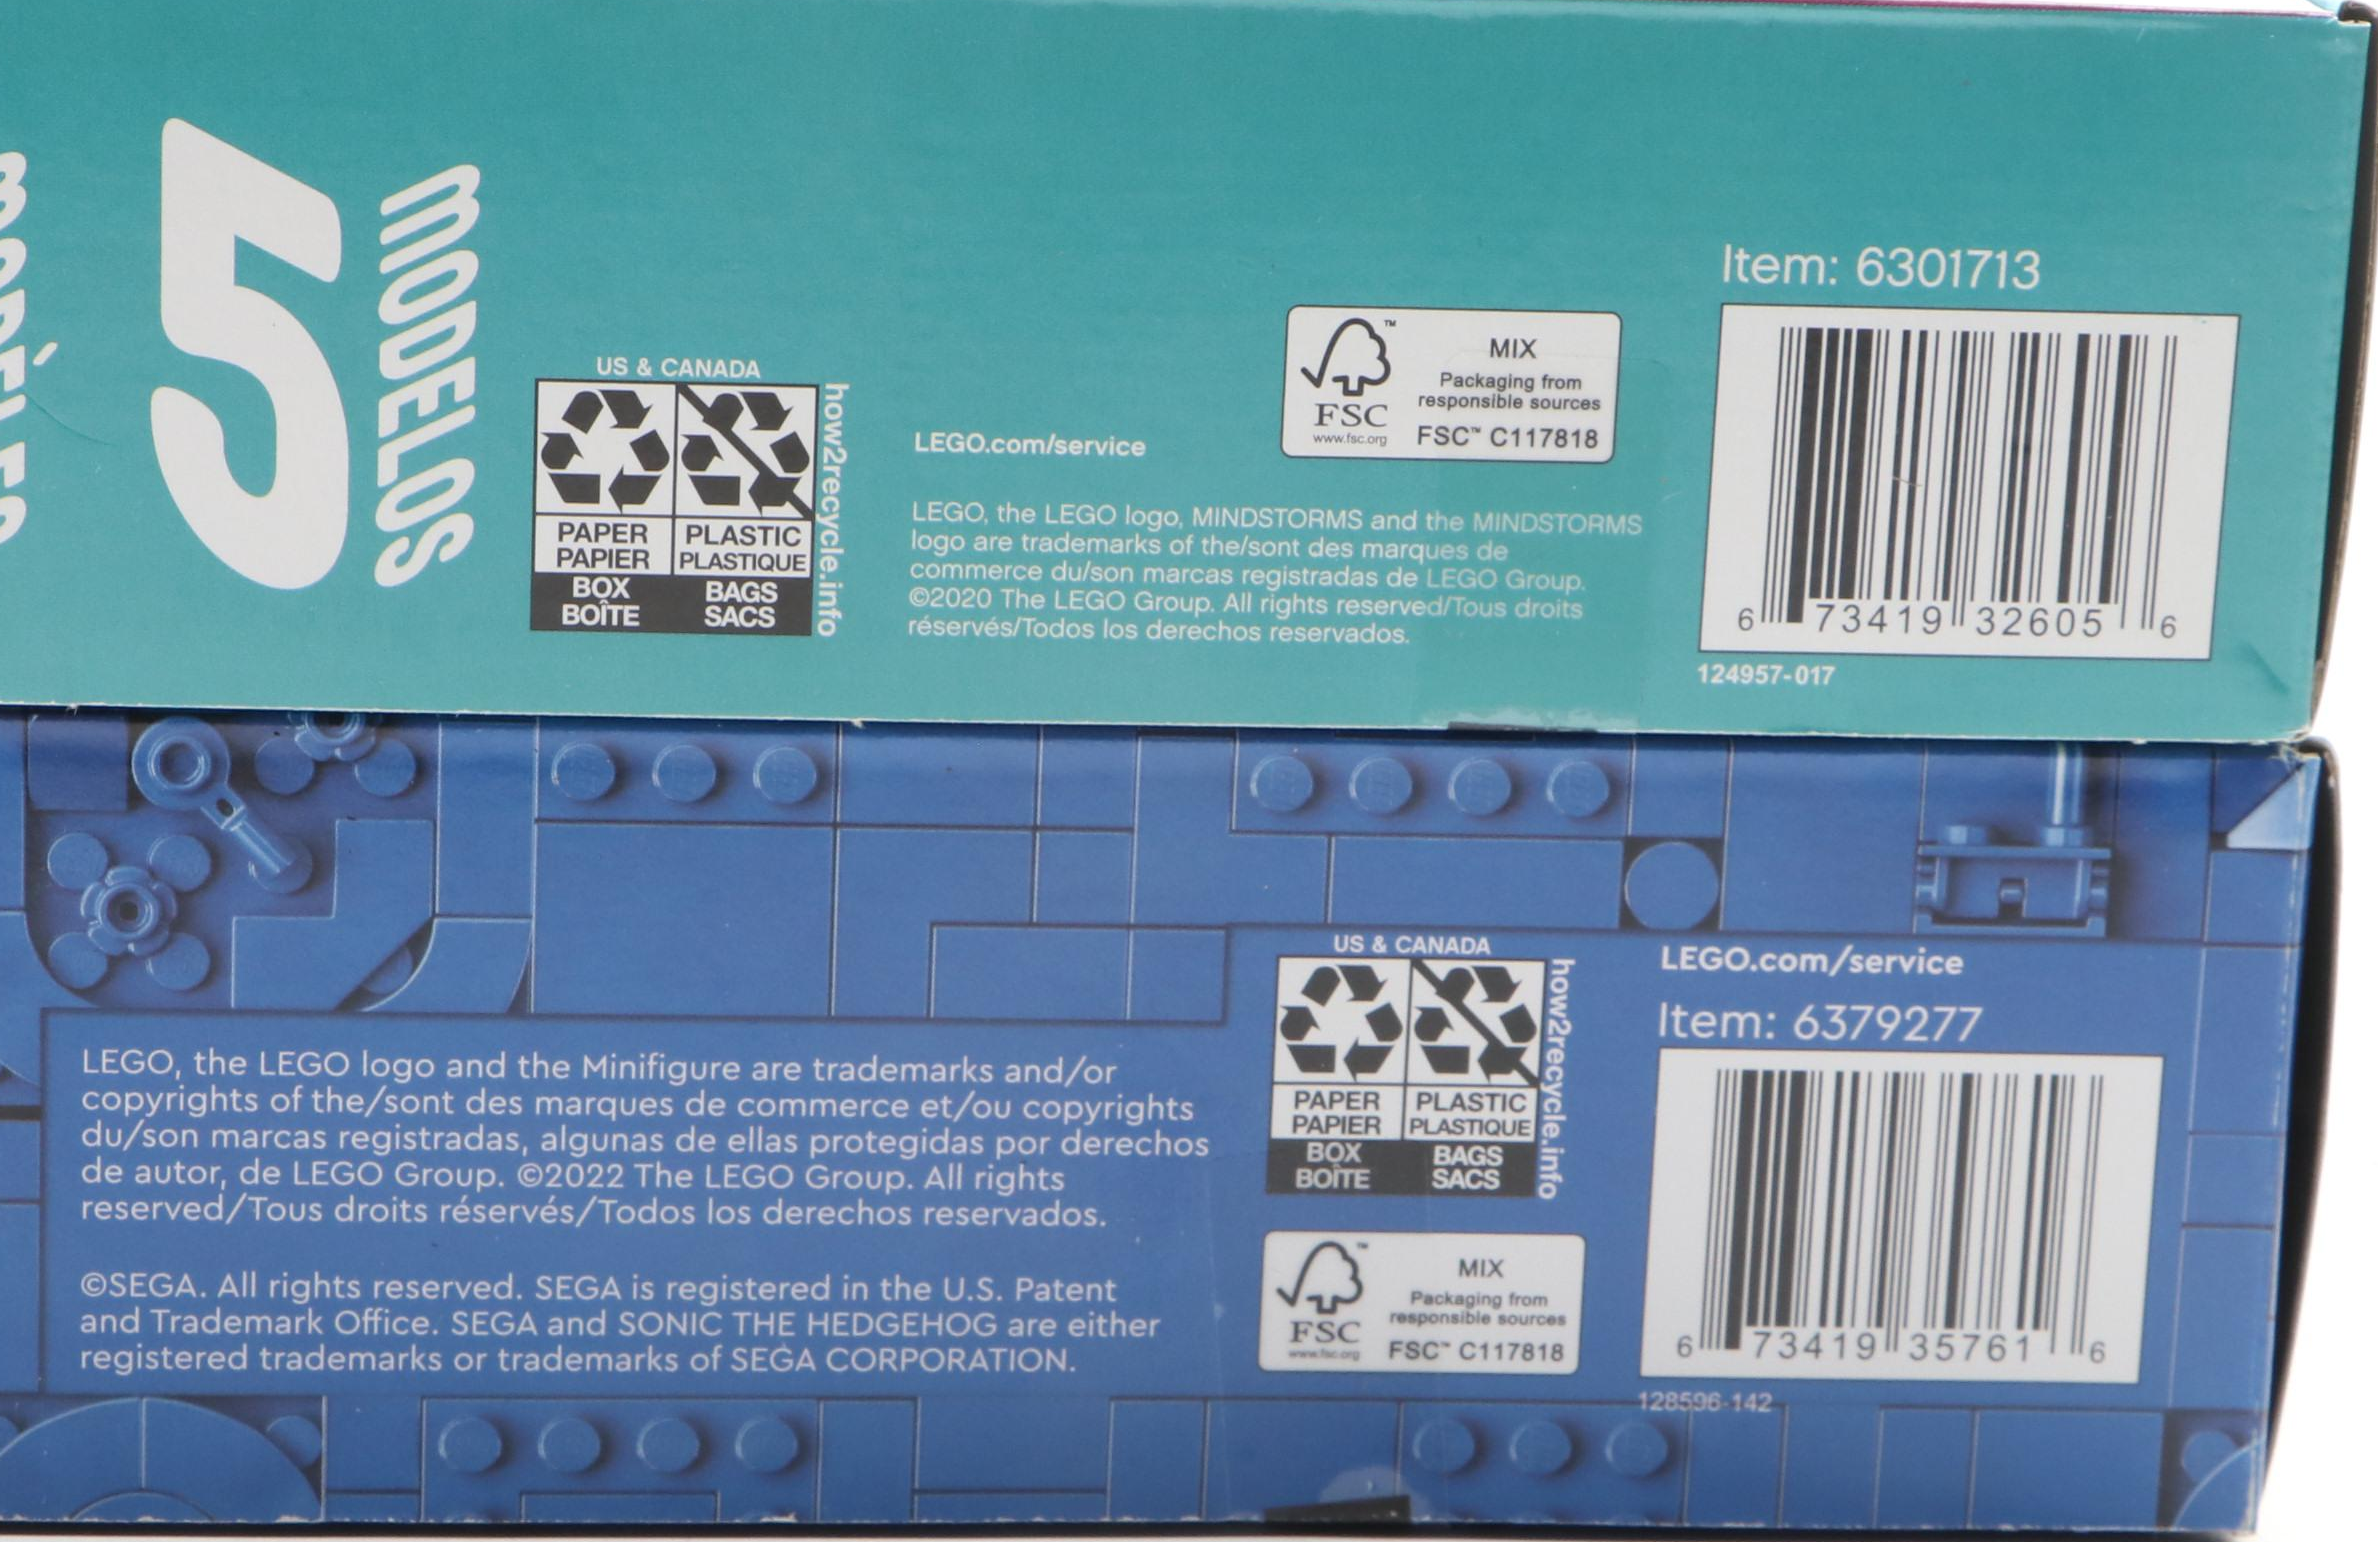 MODÈLES
5
MODELOS
US & CANADA
PAPER
PAPIER
BOX
BOÎTE
PLASTIC
PLASTIQUE
BAGS
SACS
how2recycle.info
LEGO.com/service
LEGO, the LEGO logo, MINDSTORMS and the MINDSTORMS
logo are trademarks of the/sont des marques de
commerce du/son marcas registradas de LEGO Group.
©2020 The LEGO Group. All rights reserved/Tous droits
réservés/Todos los derechos reservados.
FSC
www.fsc.org
MIX
Packaging from
responsible sources
FSC™ C117818
Item: 6301713
6 73419 32605 6
124957-017
LEGO, the LEGO logo and the Minifigure are trademarks and/or
copyrights of the/sont des marques de commerce et/ou copyrights
du/son marcas registradas, algunas de ellas protegidas por derechos
de autor, de LEGO Group. ©2022 The LEGO Group. All rights
reserved/Tous droits réservés/Todos los derechos reservados.
©SEGA. All rights reserved. SEGA is registered in the U.S. Patent
and Trademark Office. SEGA and SONIC THE HEDGEHOG are either
registered trademarks or trademarks of SEGA CORPORATION.
US & CANADA
PAPER
PAPIER
BOX
BOÎTE
PLASTIC
PLASTIQUE
BAGS
SACS
how2recycle.info
FSC
www.fsc.org
MIX
Packaging from
responsible sources
FSC™ C117818
LEGO.com/service
Item: 6379277
6 73419 35761 6
128596-142